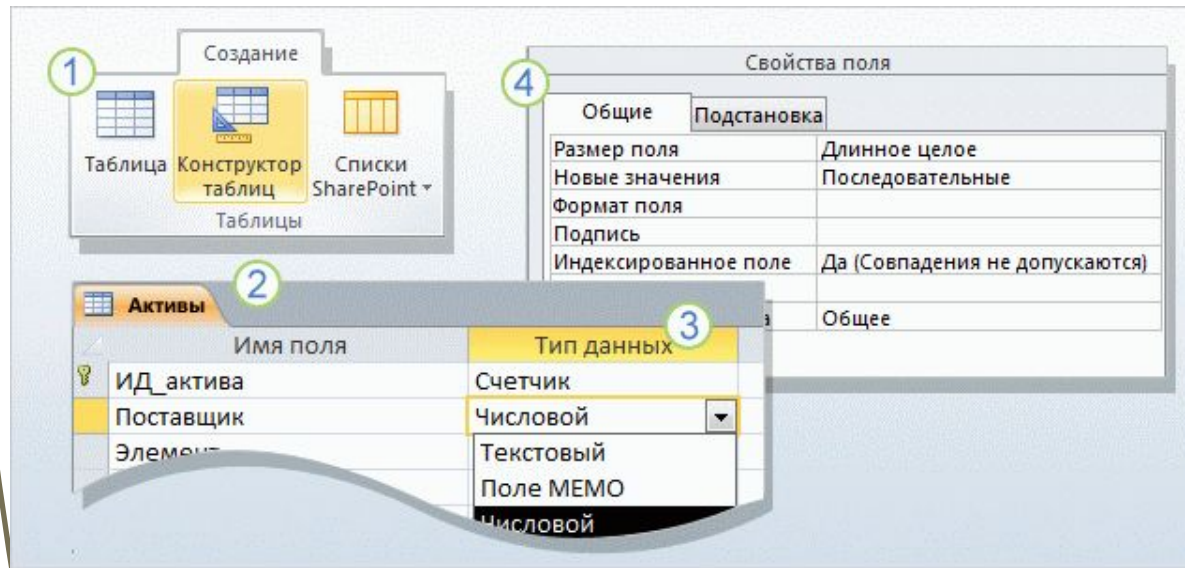 1
Создание
Таблица
Конструктор
таблиц
Списки
SharePoint
Таблицы
2
Активы
3
Имя поля
Тип данных
ИД_актива
Счетчик
Поставщик
Числовой
Элемент
Текстовый
Поле МЕМО
Числовой
4
Свойства поля
Общие
Подстановка
Размер поля
Длинное целое
Новые значения
Последовательные
Формат поля
Подпись
Индексированное поле
Да (Совпадения не допускаются)
а
Общее